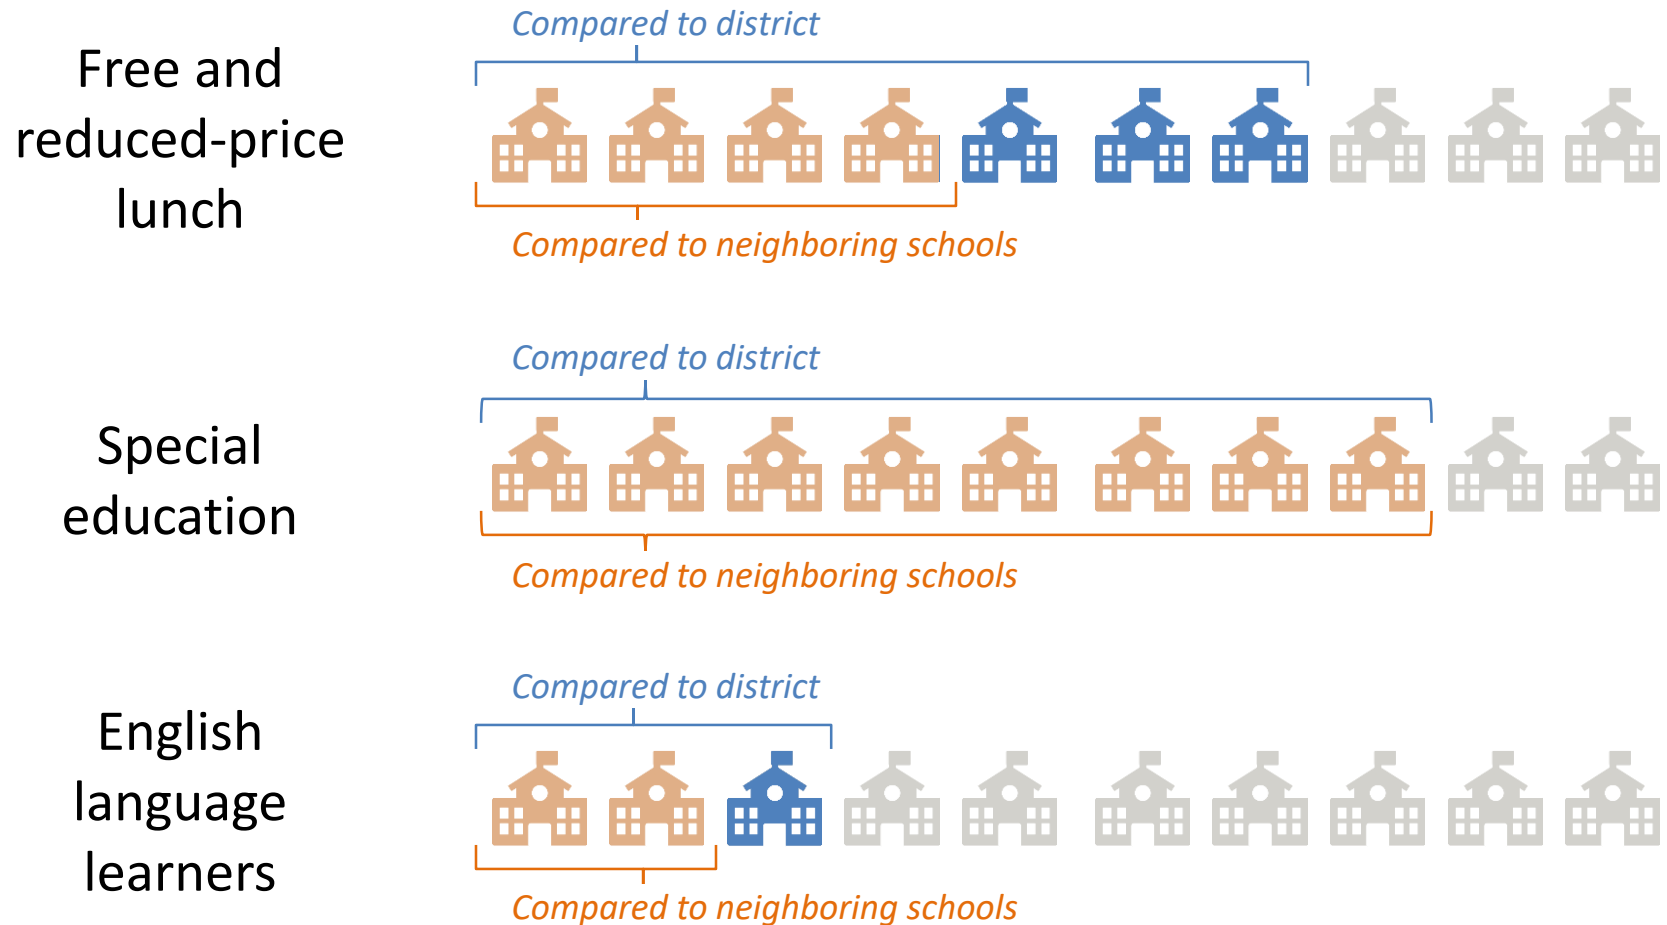 Compared to district
Free and
reduced-price
lunch
Compared to neighboring schools
Compared to district
Special
education
Compared to neighboring schools
Compared to district
English
language
learners
Compared to neighboring schools